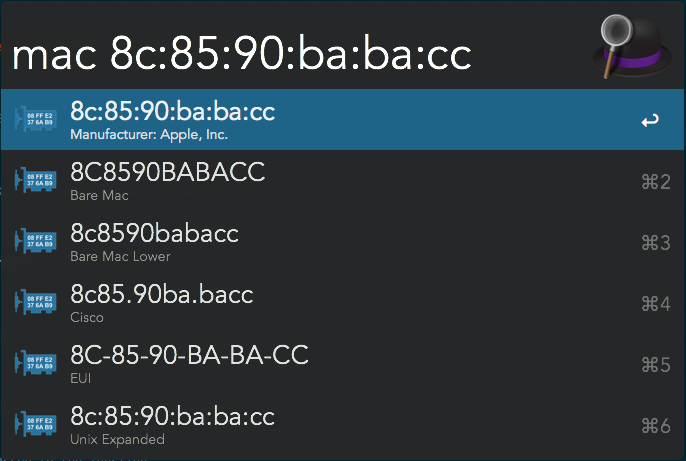 mac 8c:85:90:ba:ba:cc
08 FF E2
37 6A B9
8c:85:90:ba:ba:cc
Manufacturer: Apple, Inc.
08 FF E2
37 6A B9
8C8590BABACC
Bare Mac
⌘2
08 FF E2
37 6A B9
8c8590babacc
Bare Mac Lower
⌘3
08 FF E2
37 6A B9
8c85.90ba.bacc
Cisco
⌘4
08 FF E2
37 6A B9
8C-85-90-BA-BA-CC
EUI
⌘5
08 FF E2
37 6A B9
8c:85:90:ba:ba:cc
Unix Expanded
⌘6